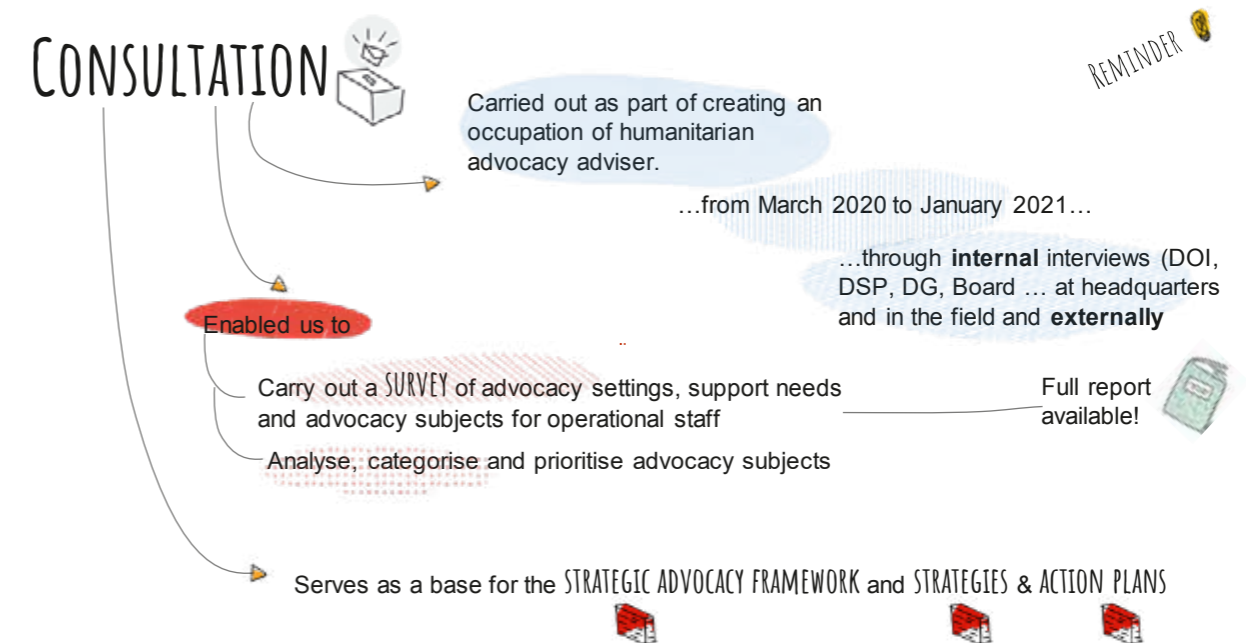 CONSULTATION
REMINDER
Carried out as part of creating an
occupation of humanitarian
advocacy adviser.
…from March 2020 to January 2021…
…through internal interviews (DOI,
DSP, DG, Board … at headquarters
and in the field and externally
Enabled us to
..
Carry out a SURVEY of advocacy settings, support needs
and advocacy subjects for operational staff
Full report
available!
Analyse, categorise and prioritise advocacy subjects
Serves as a base for the STRATEGIC ADVOCACY FRAMEWORK and STRATEGIES & ACTION PLANS